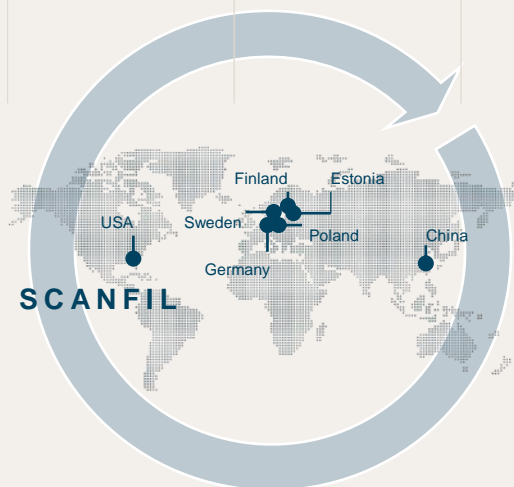 Finland
Estonia
USA
Sweden
Poland
China
Germany
SCANFIL